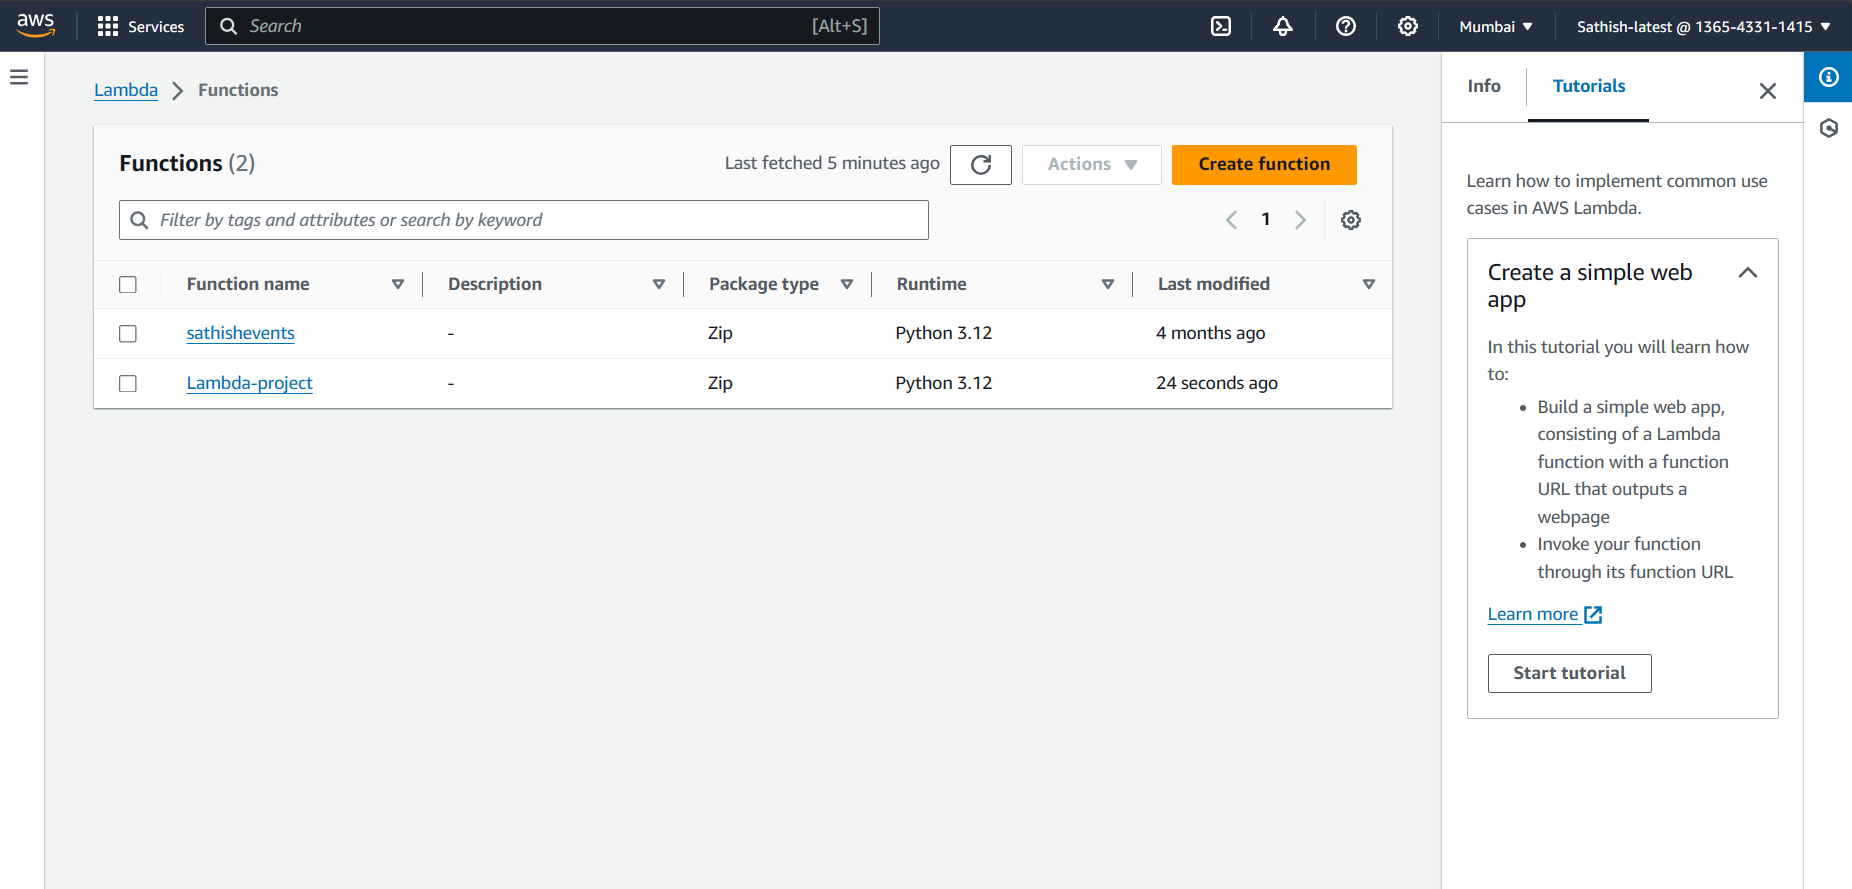 aws Services Search [Alt+S] Mumbai Sathish-latest @ 1365-4331-1415
Lambda Functions
Functions (2) Last fetched 5 minutes ago Actions Create function
Filter by tags and attributes or search by keyword 1
Function name Description Package type Runtime Last modified
sathishevents - Zip Python 3.12 4 months ago
Lambda-project - Zip Python 3.12 24 seconds ago
Info Tutorials
Learn how to implement common use
cases in AWS Lambda.
Create a simple web
app
In this tutorial you will learn how
to:
• Build a simple web app,
consisting of a Lambda
function with a function
URL that outputs a
webpage
• Invoke your function
through its function URL
Learn more
Start tutorial